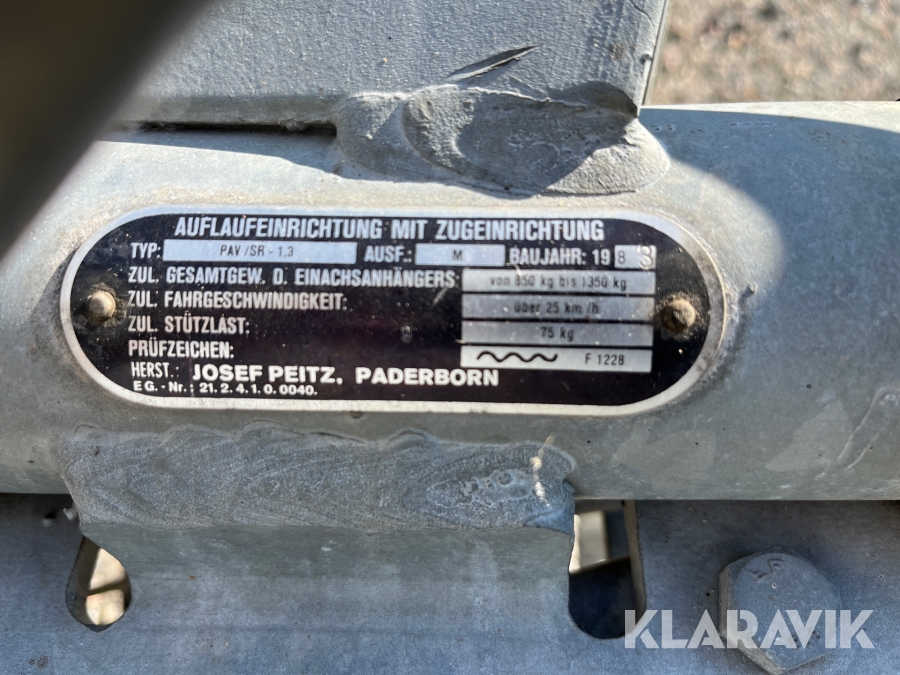 AUFLAUFEINRICHTUNG MIT ZUGEINRICHTUNG
TYP: PAV/SR - 1.3 AUSF.: M BAUJAHR: 198
ZUL. GESAMTGEW. D. EINACHSANHÄNGERS: von 850 kg bis 1350 kg
ZUL. FAHRGESCHWINDIGKEIT: über 25 km/h
ZUL. STÜTZLAST: 75 kg
PRÜFZEICHEN: F 1228
HERST.: JOSEF PEITZ, PADERBORN
EG.-Nr.: 21.2.4.1.0.0040.
KLARAVIK